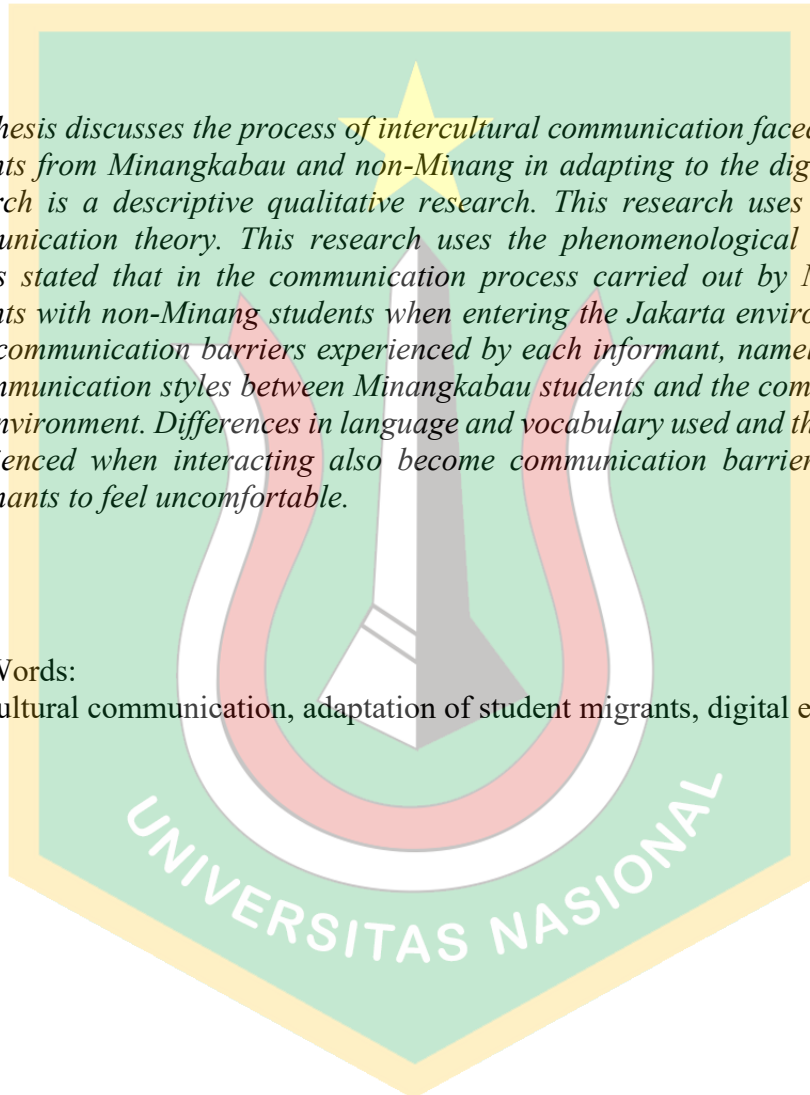 hesis discusses the process of intercultural communication faced
nts from Minangkabau and non-Minang in adapting to the dig
rch is a descriptive qualitative research. This research uses
unication theory. This research uses the phenomenological
s stated that in the communication process carried out by
nts with non-Minang students when entering the Jakarta enviro
communication barriers experienced by each informant, namel
mmunication styles between Minangkabau students and the com
nvironment. Differences in language and vocabulary used and th
ienced when interacting also become communication barrier
nants to feel uncomfortable.
Words:
ultural communication, adaptation of student migrants, digital e
UNIVERSITAS NASIONAL